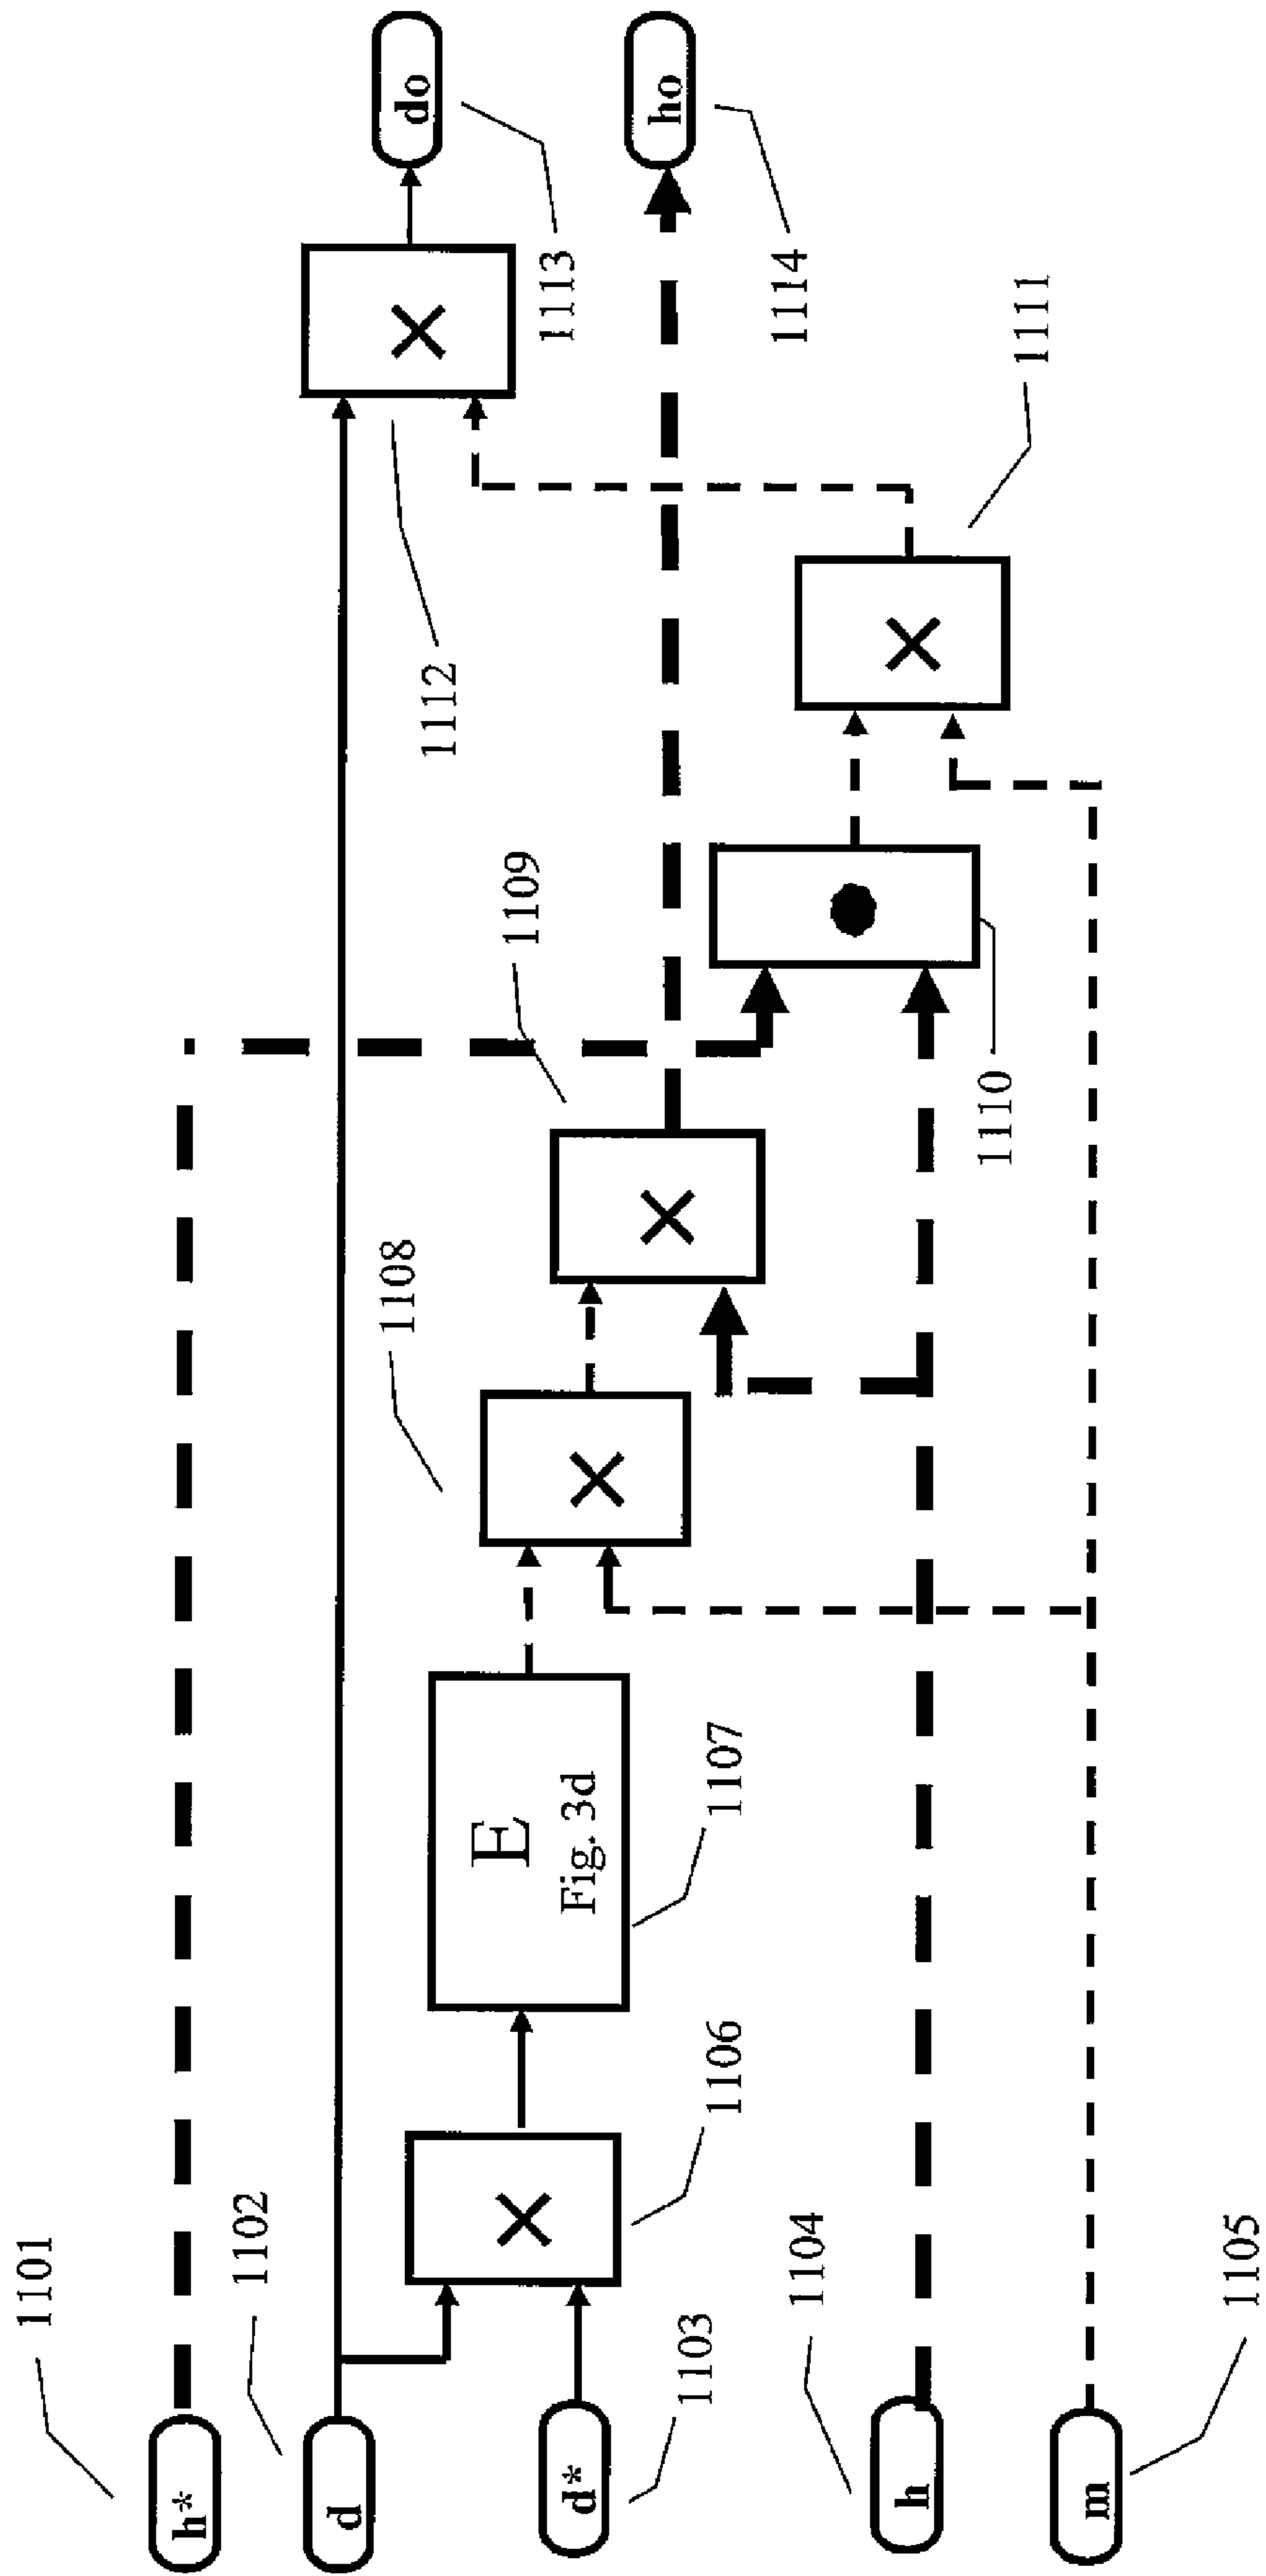 1101
h*
1102
d
d*
1103
1104
h
m
1105
×
1106
E
Fig. 3d
1107
×
1108
×
1109
●
1110
×
1111
×
1112
do
1113
ho
1114